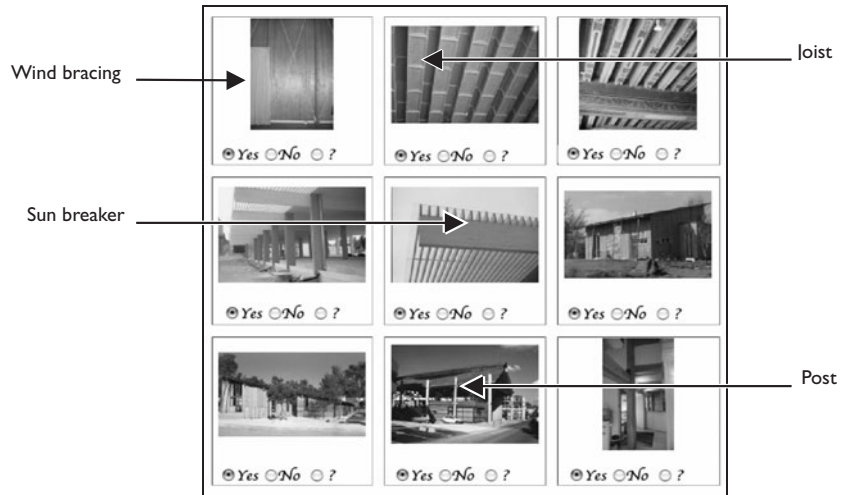 Wind bracing
Joist
Yes No ?
Yes No ?
Yes No ?
Sun breaker
Yes No ?
Yes No ?
Yes No ?
Post
Yes No ?
Yes No ?
Yes No ?